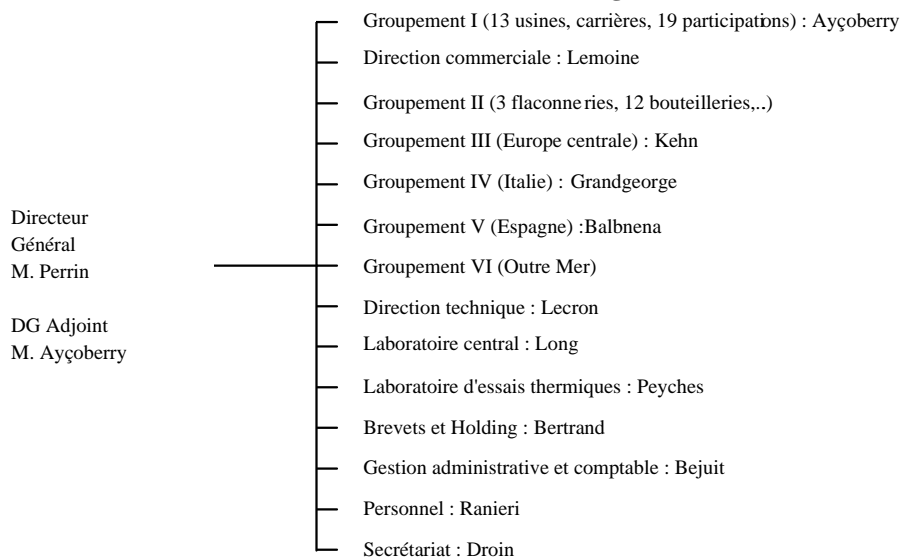 Groupement I (13 usines, carrières, 19 participations) : Ayçoberry
Direction commerciale : Lemoine
Groupement II (3 flaconneries, 12 bouteilleries,..)
Groupement III (Europe centrale) : Kehn
Groupement IV (Italie) : Grandgeorge
Groupement V (Espagne) :Balbnena
Groupement VI (Outre Mer)
Direction technique : Lecron
Laboratoire central : Long
Laboratoire d'essais thermiques : Peyches
Brevets et Holding : Bertrand
Gestion administrative et comptable : Bejuit
Personnel : Ranieri
Secrétariat : Droin
Directeur
Général
M. Perrin
DG Adjoint
M. Ayçoberry